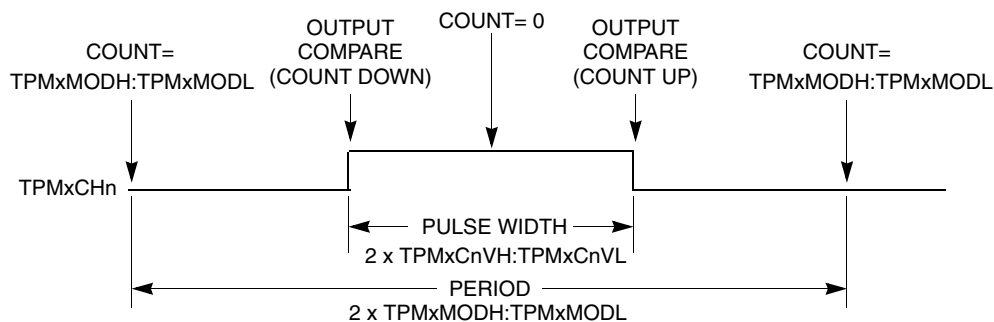 COUNT=
TPMxMODH:TPMxMODL
OUTPUT
COMPARE
(COUNT DOWN)
COUNT= 0
OUTPUT
COMPARE
(COUNT UP)
COUNT=
TPMxMODH:TPMxMODL
TPMxCHn
PULSE WIDTH
2 x TPMxCnVH:TPMxCnVL
PERIOD
2 x TPMxMODH:TPMxMODL